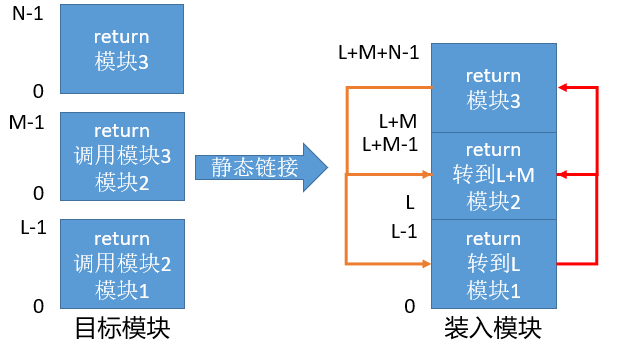 N-1
return
模块3
0
M-1
return
调用模块3
模块2
0
L-1
return
调用模块2
模块1
0
目标模块
静态链接
L+M+N-1
return
模块3
L+M
L+M-1
return
转到L+M
模块2
L
L-1
return
转到L
模块1
0
装入模块